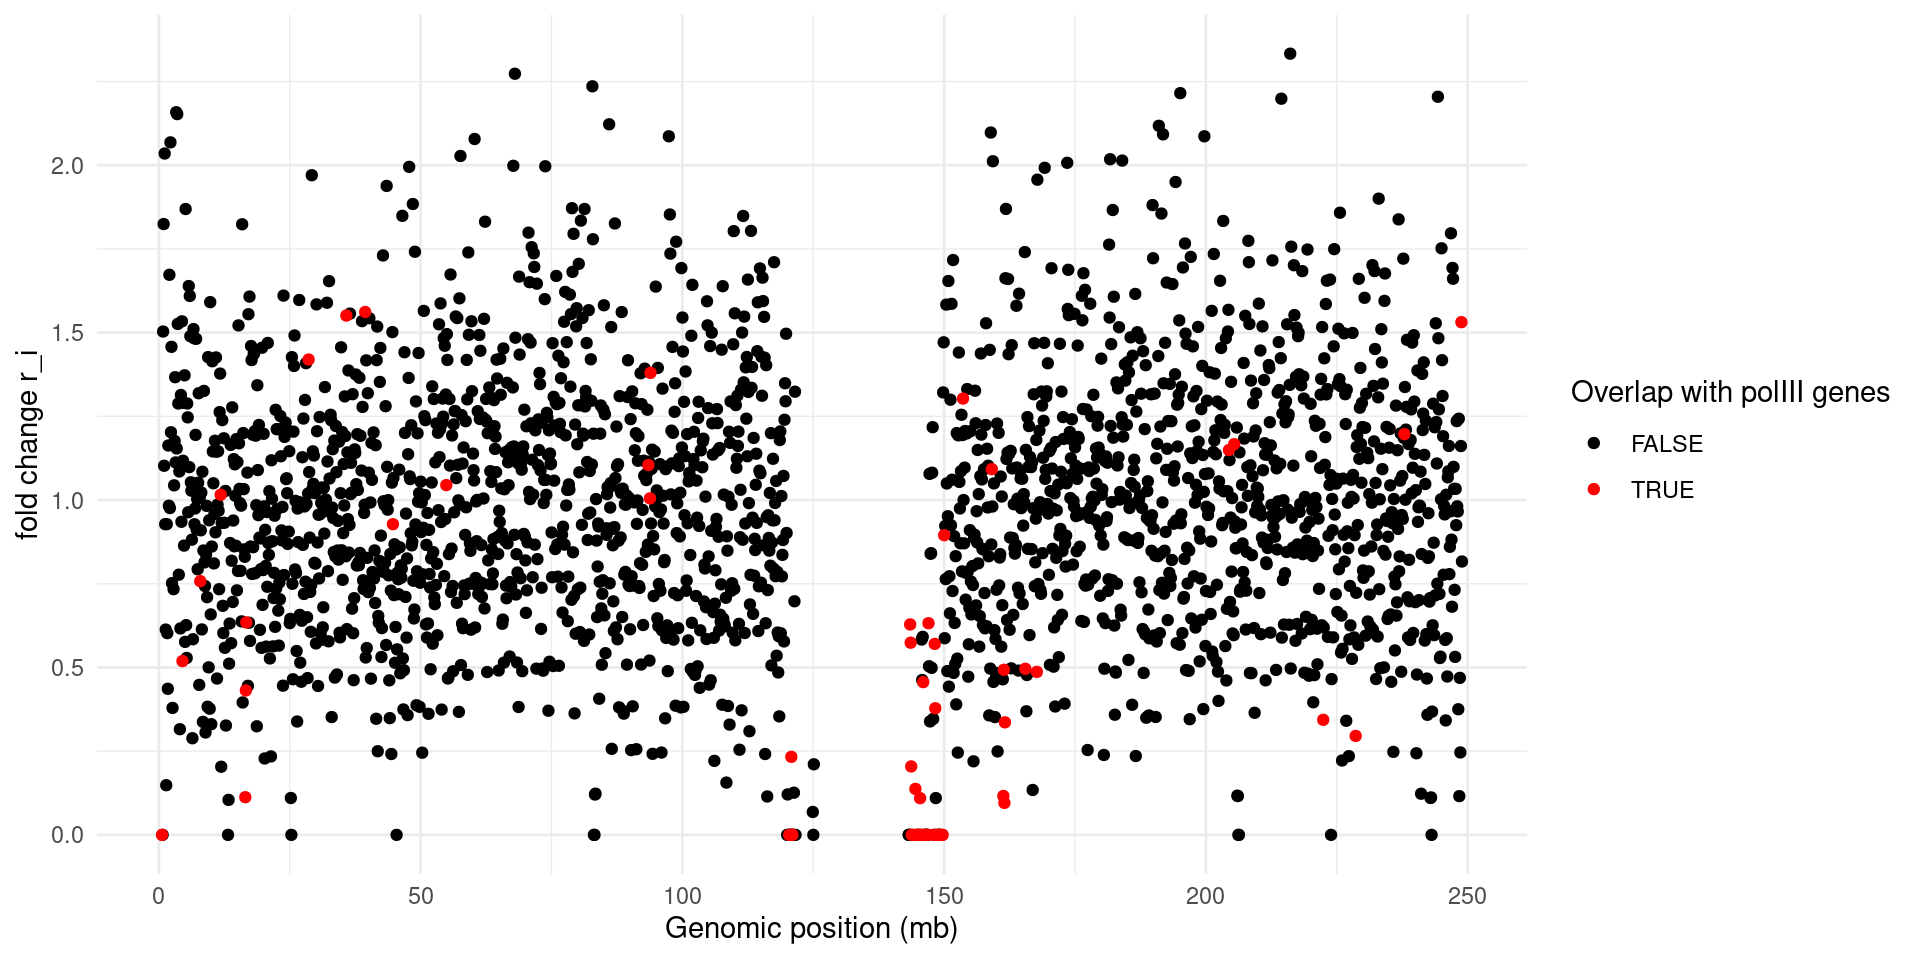 fold change r_i
2.0
1.5
1.0
0.5
0.0
0
50
100
150
200
250
Genomic position (mb)
Overlap with polIII genes
FALSE
TRUE